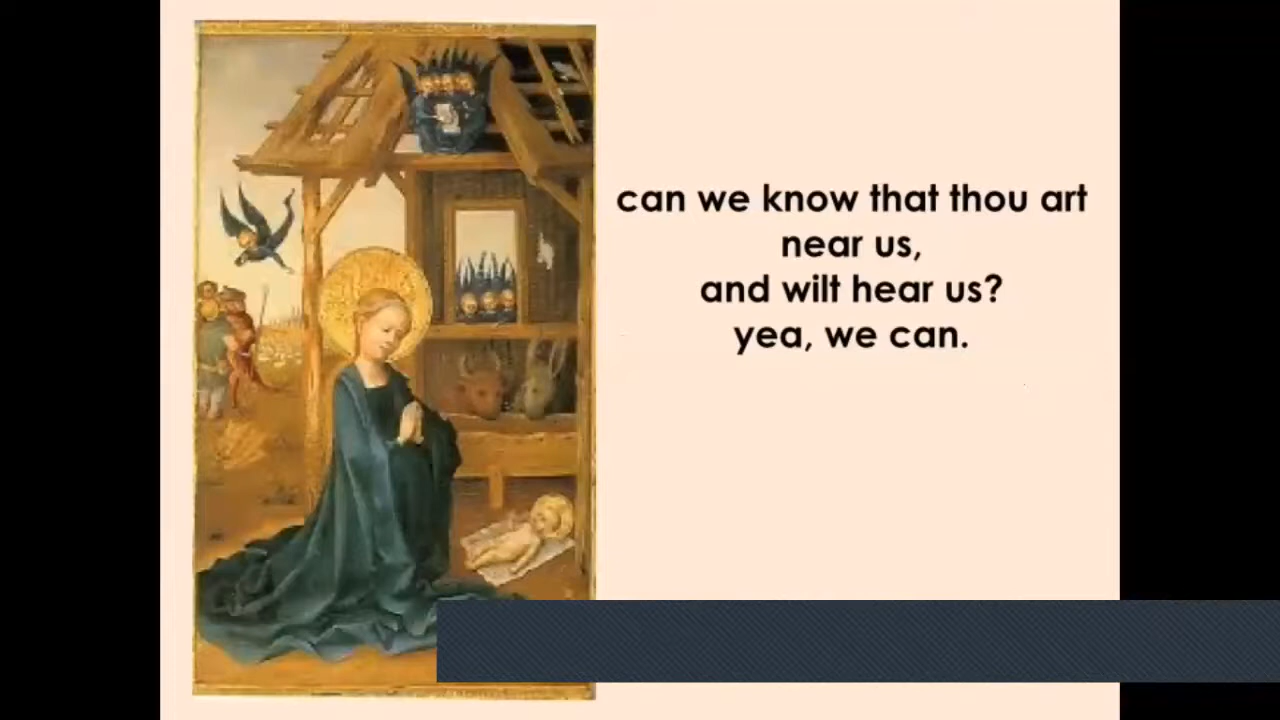 can we know that thou art
near us,
and wilt hear us?
yea, we can.